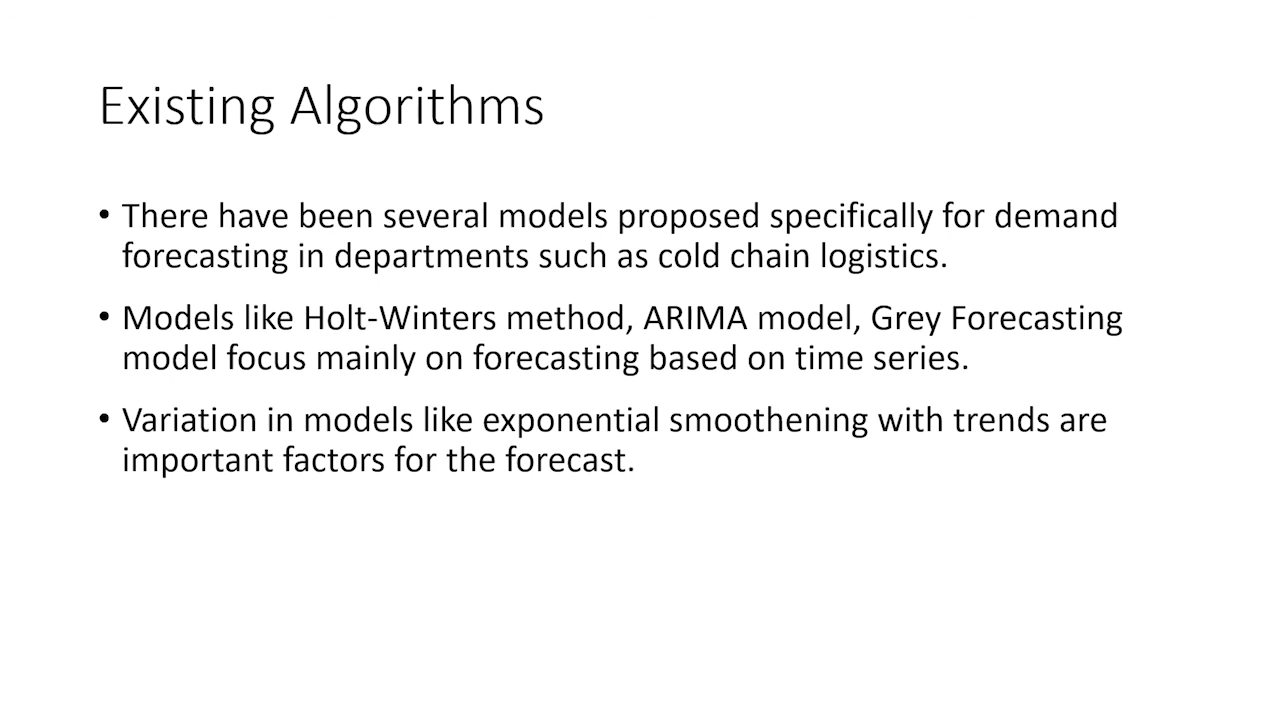 Existing Algorithms
• There have been several models proposed specifically for demand
forecasting in departments such as cold chain logistics.
• Models like Holt-Winters method, ARIMA model, Grey Forecasting
model focus mainly on forecasting based on time series.
• Variation in models like exponential smoothening with trends are
important factors for the forecast.